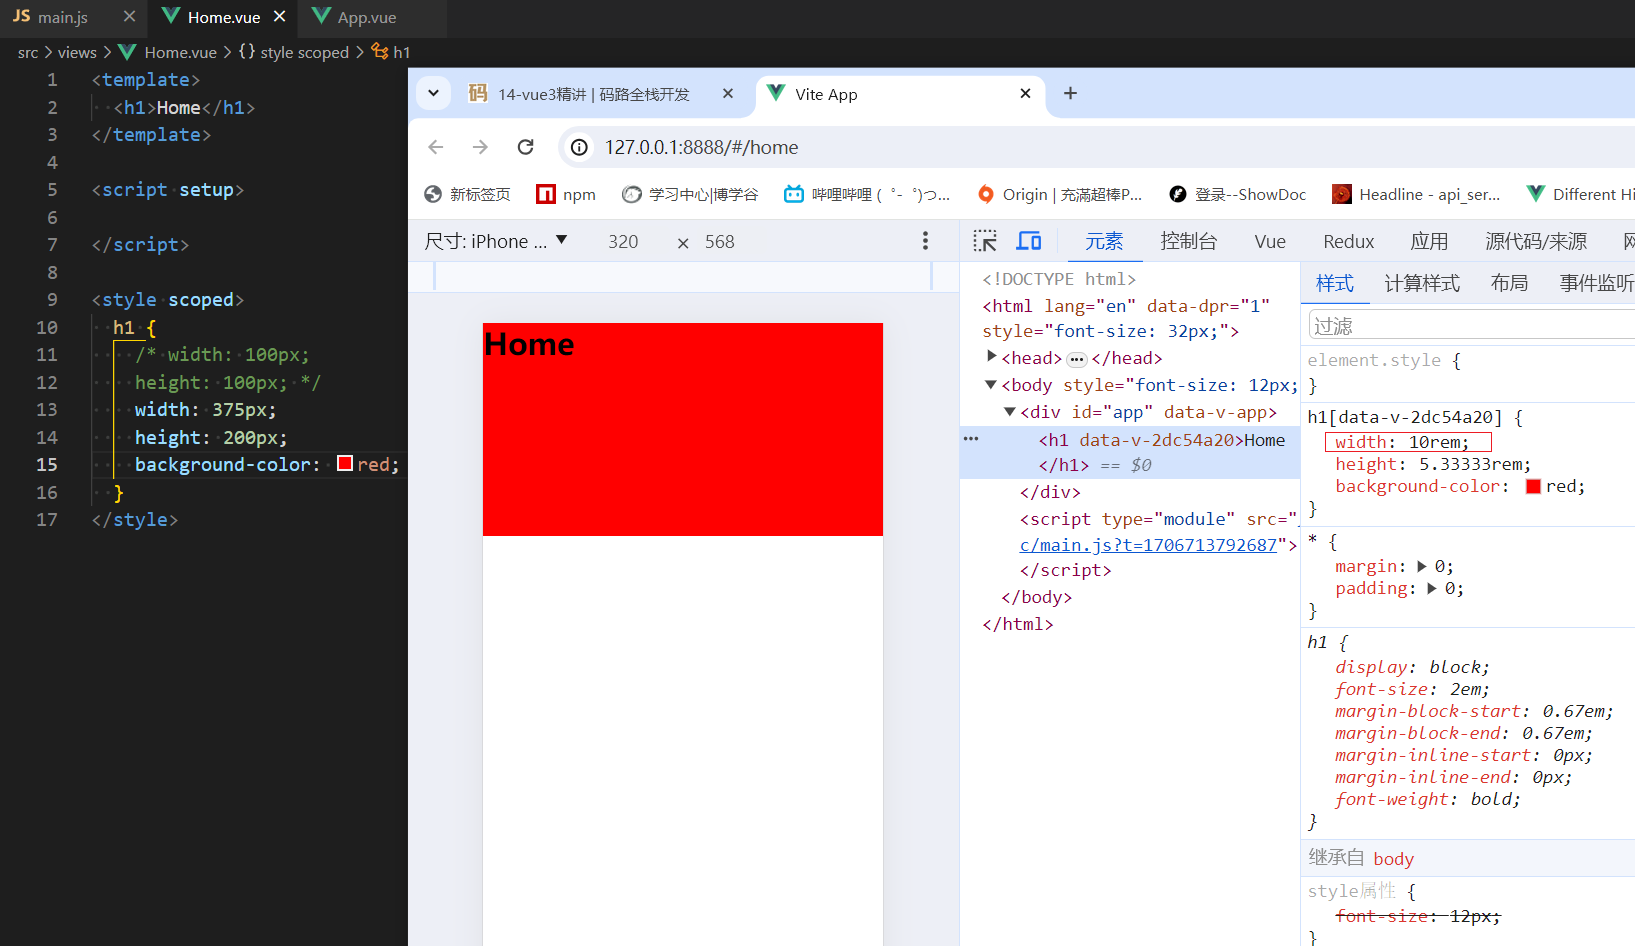 JS main.js × Home.vue × App.vue
src > views > Home.vue > {} style scoped > h1
1 <template>
2 <h1>Home</h1>
3 </template>
4
5 <style setup>
6
7 </script>
8
9 <style scoped>
10 h1 {
11 /* width: 100px;
12 height: 100px; */
13 width: 375px;
14 height: 200px;
15 background-color: red;
16 }
17 </style>
码 14-vue3精讲 | 码路全栈开发 × Vite App × +
127.0.0.1:8888/#/home
新标签页 npm 学习中心|博学谷 哔哩哔哩 ( ゜- ゜)つ... Origin | 充满超棒P... 登录--ShowDoc Headline - api_ser... Different Hi
尺寸: iPhone ... ▼ 320 × 568
Home
元素 控制台 Vue Redux 应用 源代码/来源 网
<!DOCTYPE html>
<html lang="en" data-dpr="1"
style="font-size: 32px;">
<head> ... </head>
<body style="font-size: 12px;
<div id="app" data-v-app>
<h1 data-v-2dc54a20>Home
</h1> == $0
</div>
<script type="module" src="
c/main.js?t=1706713792687">
</script>
</body>
</html>
样式 计算样式 布局 事件监听
过滤
element.style {
}
h1[data-v-2dc54a20] {
width: 10rem;
height: 5.33333rem;
background-color: red;
}
* {
margin: 0;
padding: 0;
}
h1 {
display: block;
font-size: 2em;
margin-block-start: 0.67em;
margin-block-end: 0.67em;
margin-inline-start: 0px;
margin-inline-end: 0px;
font-weight: bold;
}
继承自 body
style属性 {
font-size: 12px;
}